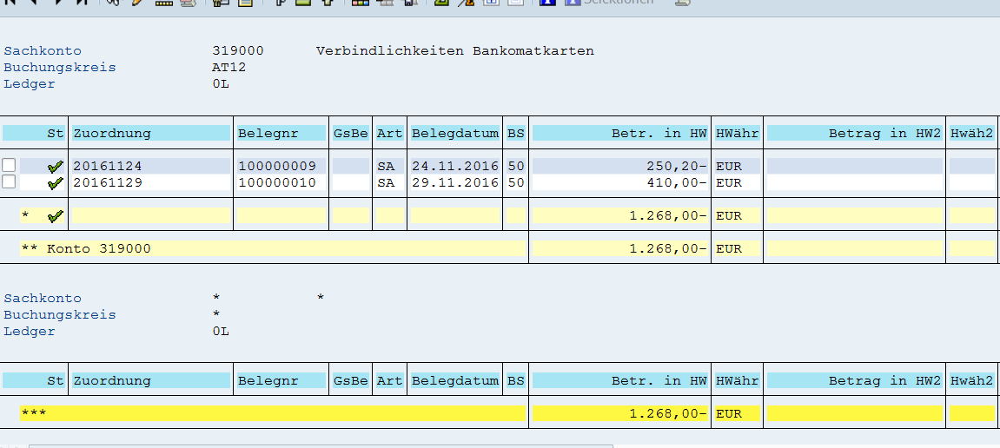 Selektionen
Sachkonto 319000 Verbindlichkeiten Bankomatkarten
Buchungskreis AT12
Ledger 0L
St Zuordnung Belegnr GsBe Art Belegdatum BS Betr. in HW HWähr Betrag in HW2 Hwäh2
20161124 100000009 SA 24.11.2016 50 250,20- EUR
20161129 100000010 SA 29.11.2016 50 410,00- EUR
* 1.268,00- EUR
** Konto 319000 1.268,00- EUR
Sachkonto * *
Buchungskreis *
Ledger 0L
St Zuordnung Belegnr GsBe Art Belegdatum BS Betr. in HW HWähr Betrag in HW2 Hwäh2
*** 1.268,00- EUR